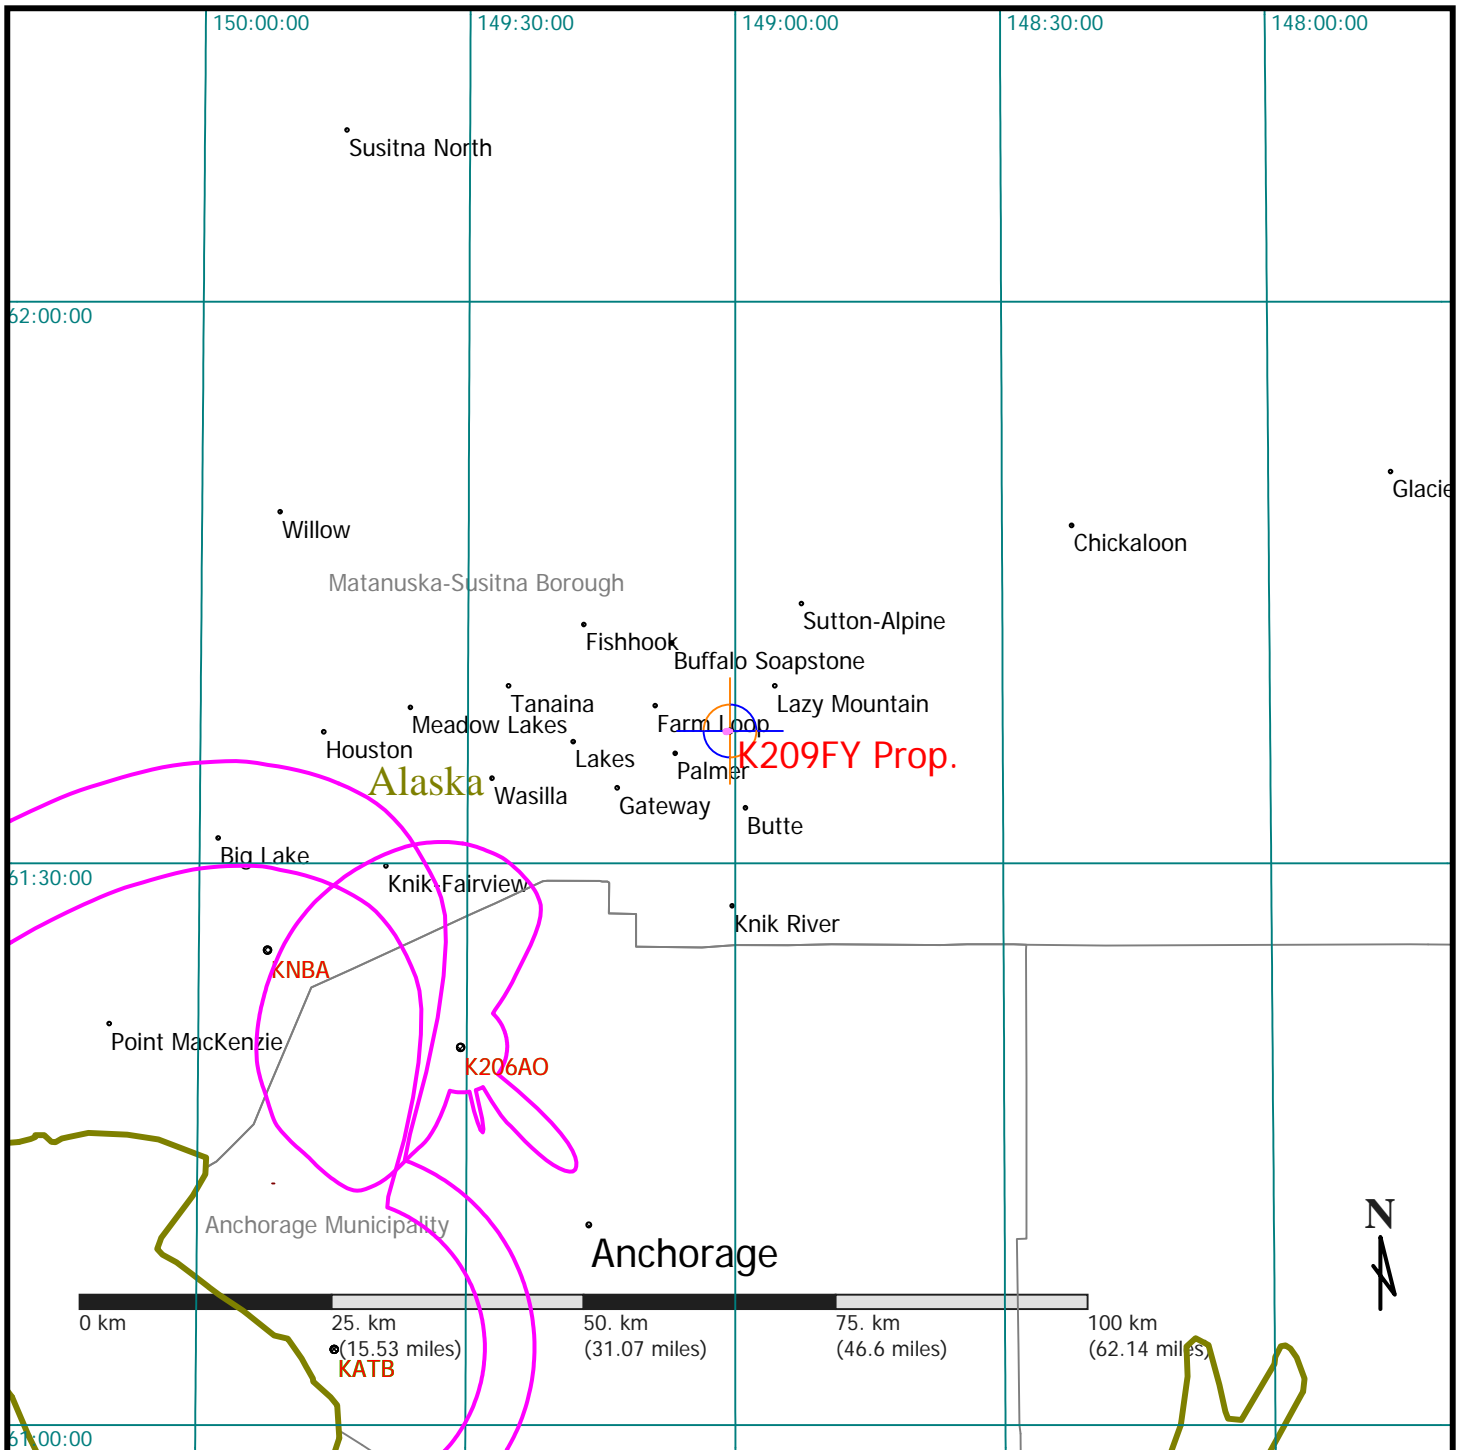 150:00:00
149:30:00
149:00:00
148:30:00
148:00:00
Susitna North
62:00:00
Glacie
Willow
Chickaloon
Matanuska-Susitna Borough
Sutton-Alpine
Fishhook
Buffalo Soapstone
Tanaina
Lazy Mountain
Meadow Lakes
Farm Loop
Houston
Lakes
K209FY Prop.
Palmer
Alaska
Wasilla
Gateway
Butte
Big Lake
61:30:00
Knik-Fairview
Knik River
KNBA
Point MacKenzie
K206AO
N
Anchorage Municipality
Anchorage
0 km
25. km
50. km
75. km
100 km
(15.53 miles)
(31.07 miles)
(46.6 miles)
(62.14 miles)
KATB
61:00:00